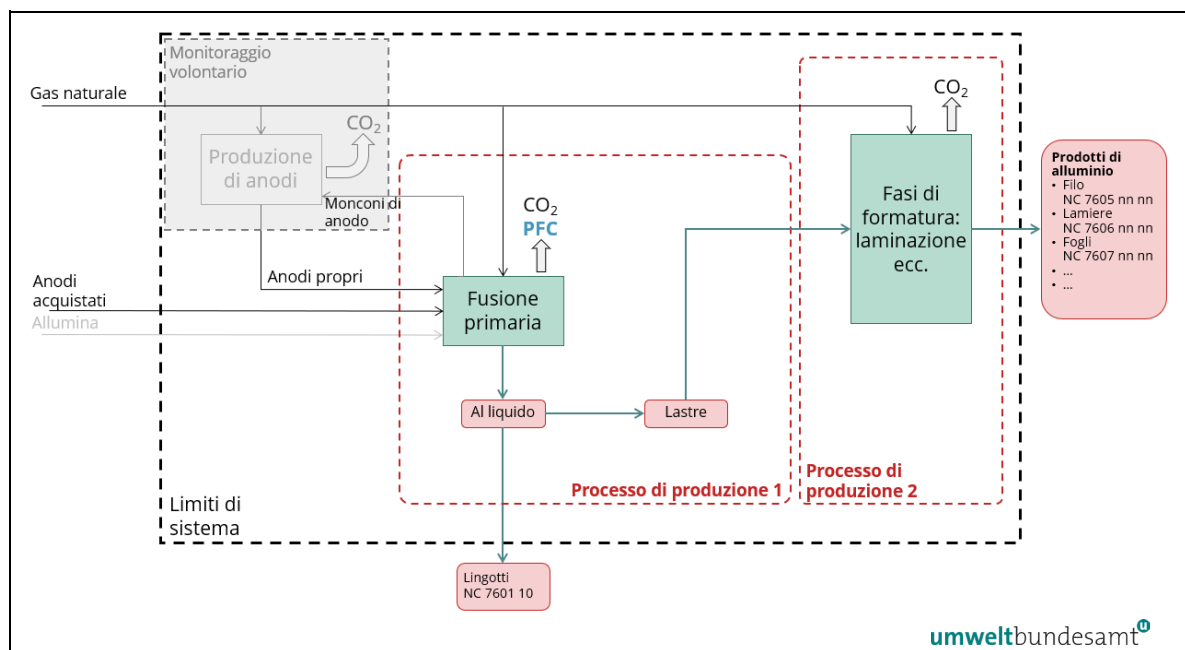 Monitoraggio
volontario
Gas naturale
CO₂
Produzione
di anodi
Monconi di
anodo
CO₂
PFC
CO₂
Fasi di
formatura:
laminazione
ecc.
Prodotti di
alluminio
• Filo
NC 7605 nn nn
• Lamiere
NC 7606 nn nn
• Fogli
NC 7607 nn nn
• ...
• ...
Anodi propri
Anodi
acquistati
Allumina
Fusione
primaria
Al liquido
Lastre
Processo di produzione 1
Processo di
produzione 2
Limiti di
sistema
Lingotti
NC 7601 10
umweltbundesamt
u